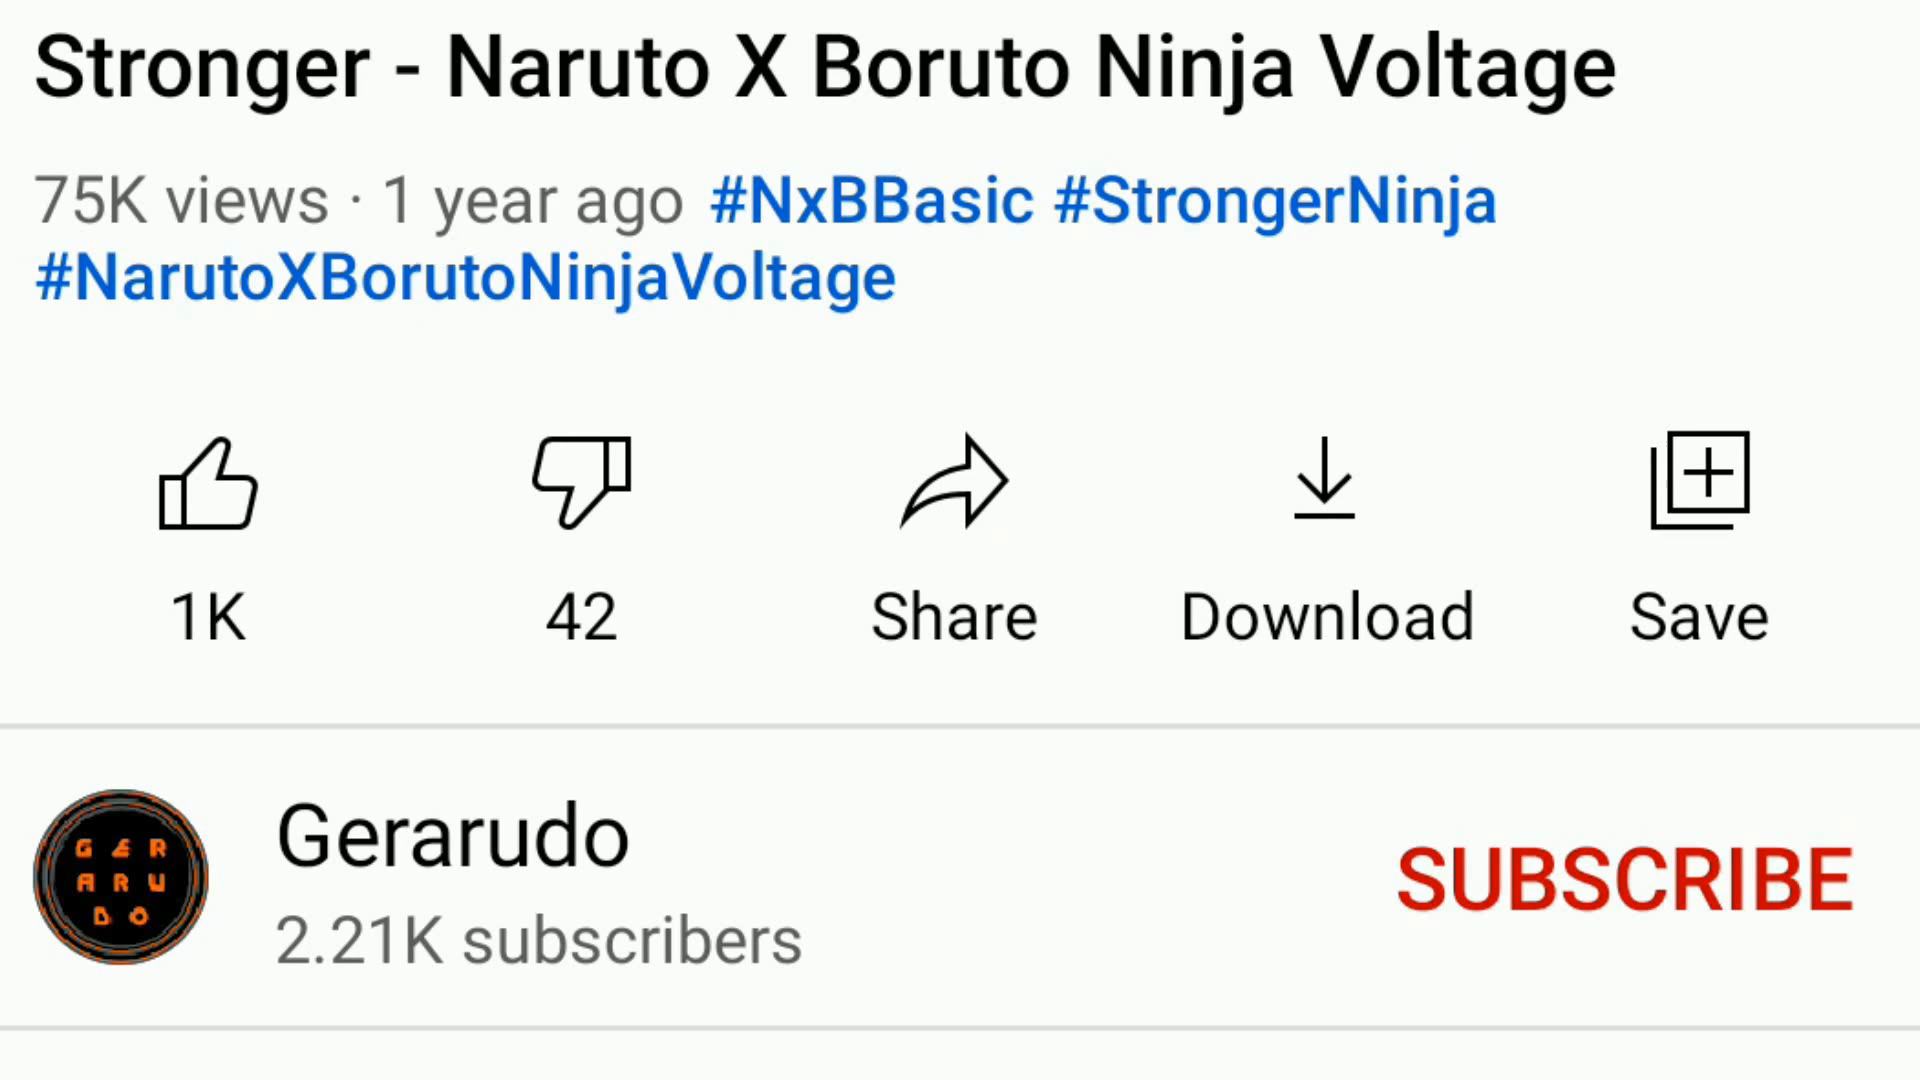 Stronger - Naruto X Boruto Ninja Voltage
75K views · 1 year ago #NxBBasic #StrongerNinja
#NarutoXBorutoNinjaVoltage
1K 42 Share Download Save
G E R
A R U
D O
Gerarudo
2.21K subscribers
SUBSCRIBE